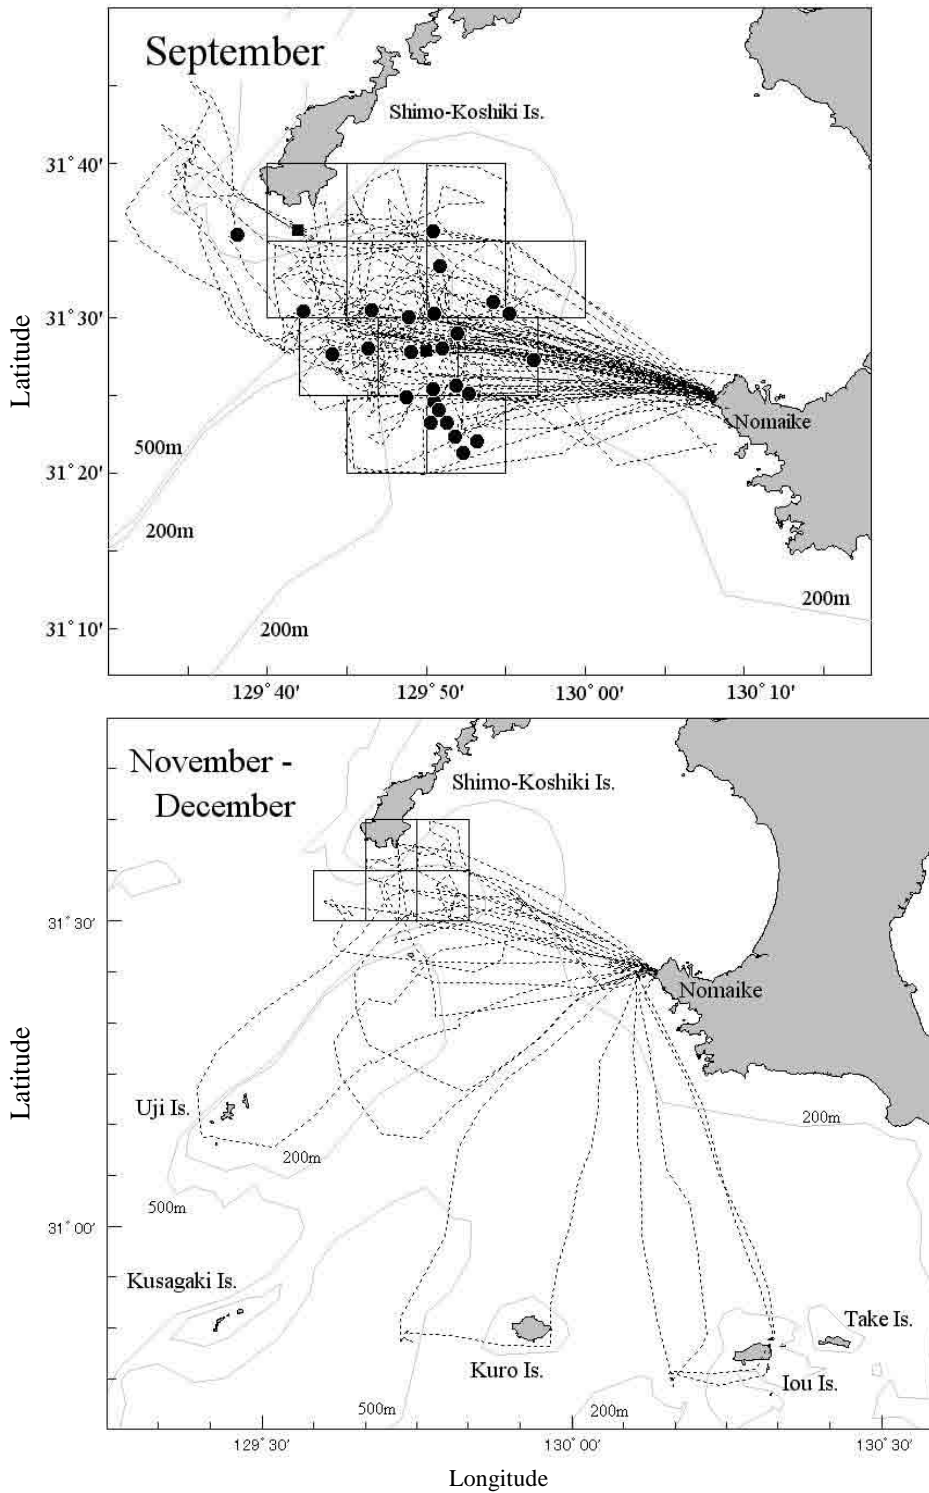 September
Shimo-Koshiki Is.
31˚ 40'
31˚ 30'
Latitude
Nomaike
500m
31˚ 20'
200m
200m
31˚ 10'
200m
129˚ 40'
129˚ 50'
130˚ 00'
130˚ 10'
November -
December
Shimo-Koshiki Is.
31˚ 30'
Nomaike
Latitude
Uji Is.
200m
200m
500m
31˚ 00'
Kusagaki Is.
Take Is.
Kuro Is.
Iou Is.
500m
200m
129˚ 30'
130˚ 00'
130˚ 30'
Longitude